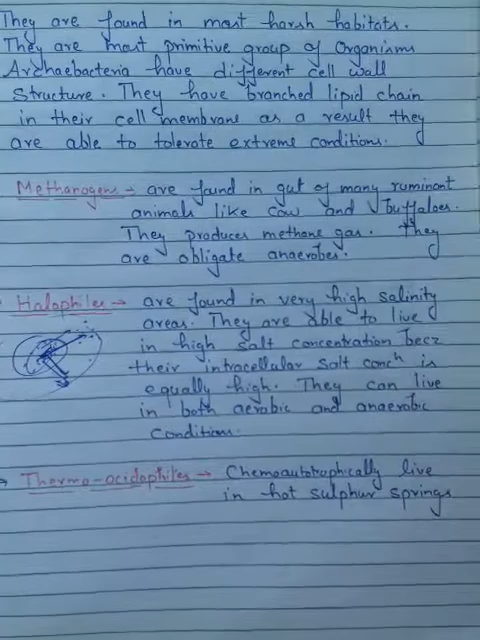 They are found in most harsh habitats.
They are most primitive group of Organisms
Archaebacteria have different cell wall
Structure. They have branched lipid chain
in their cell membrane as a result they
are able to tolerate extreme conditions.
Methanogens → are found in gut of many ruminant
animals like cow and buffaloes.
They produces methane gas. They
are obligate anaerobes.
Halophiles → are found in very high salinity
areas. They are able to live
in high salt concentration becz
their intracellular salt concn is
equally high. They can live
in both aerobic and anaerobic
conditions.
→ Thermo-acidophiles → Chemoautotrophically live
in hot sulphur springs